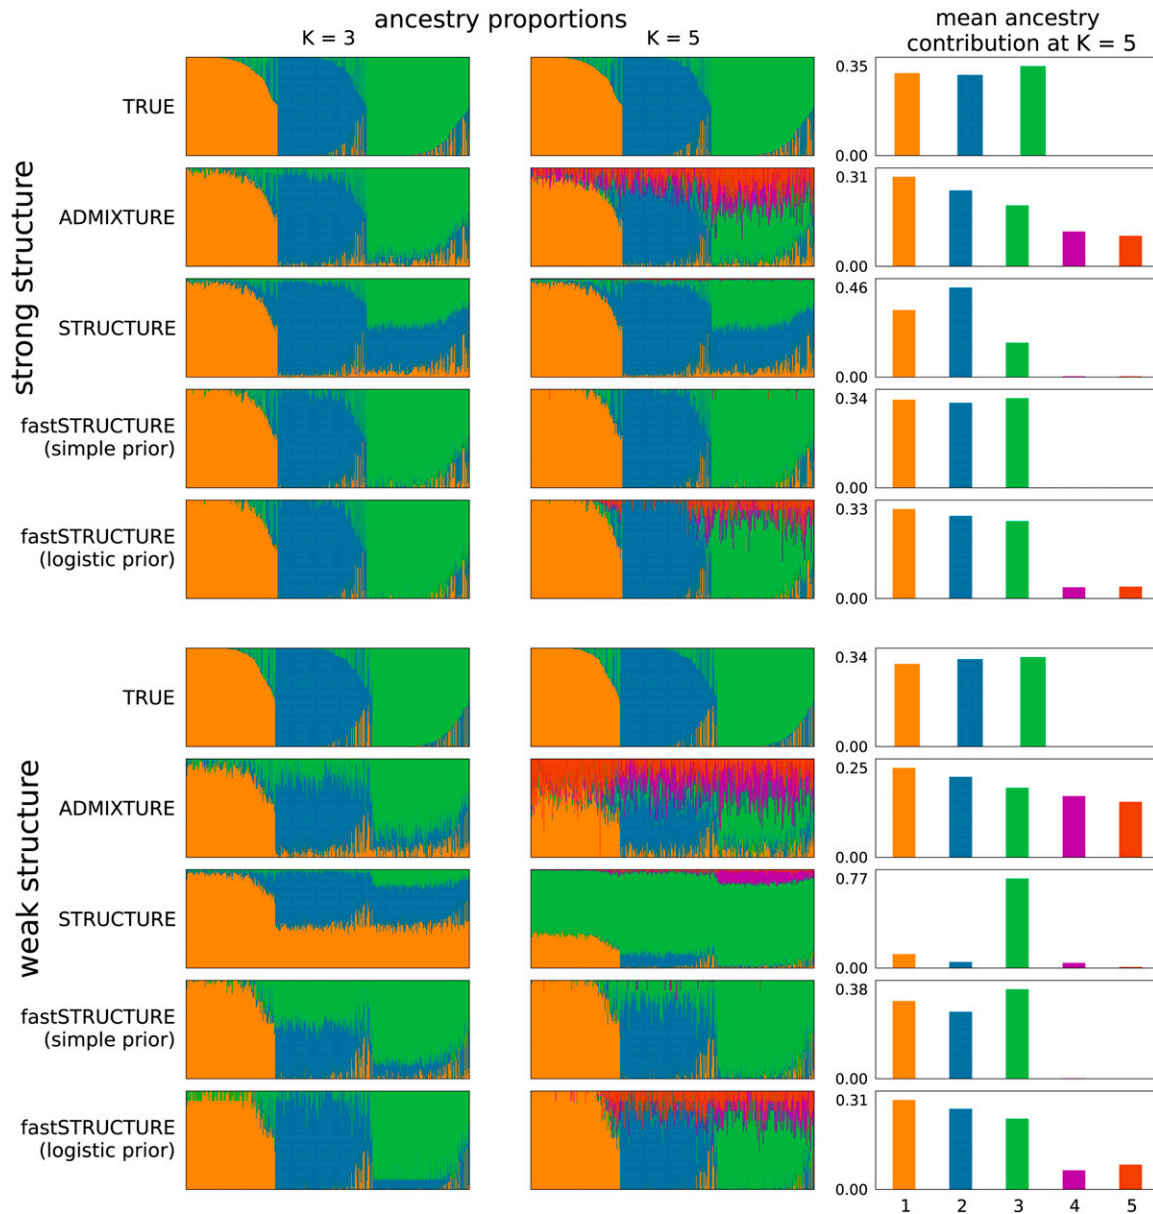 ancestry proportions
K = 3
K = 5
mean ancestry
contribution at K = 5
strong structure
TRUE
0.35
0.00
ADMIXTURE
0.31
0.00
STRUCTURE
0.46
0.00
fastSTRUCTURE
(simple prior)
0.34
0.00
fastSTRUCTURE
(logistic prior)
0.33
0.00
weak structure
TRUE
0.34
0.00
ADMIXTURE
0.25
0.00
STRUCTURE
0.77
0.00
fastSTRUCTURE
(simple prior)
0.38
0.00
fastSTRUCTURE
(logistic prior)
0.31
0.00
1 2 3 4 5